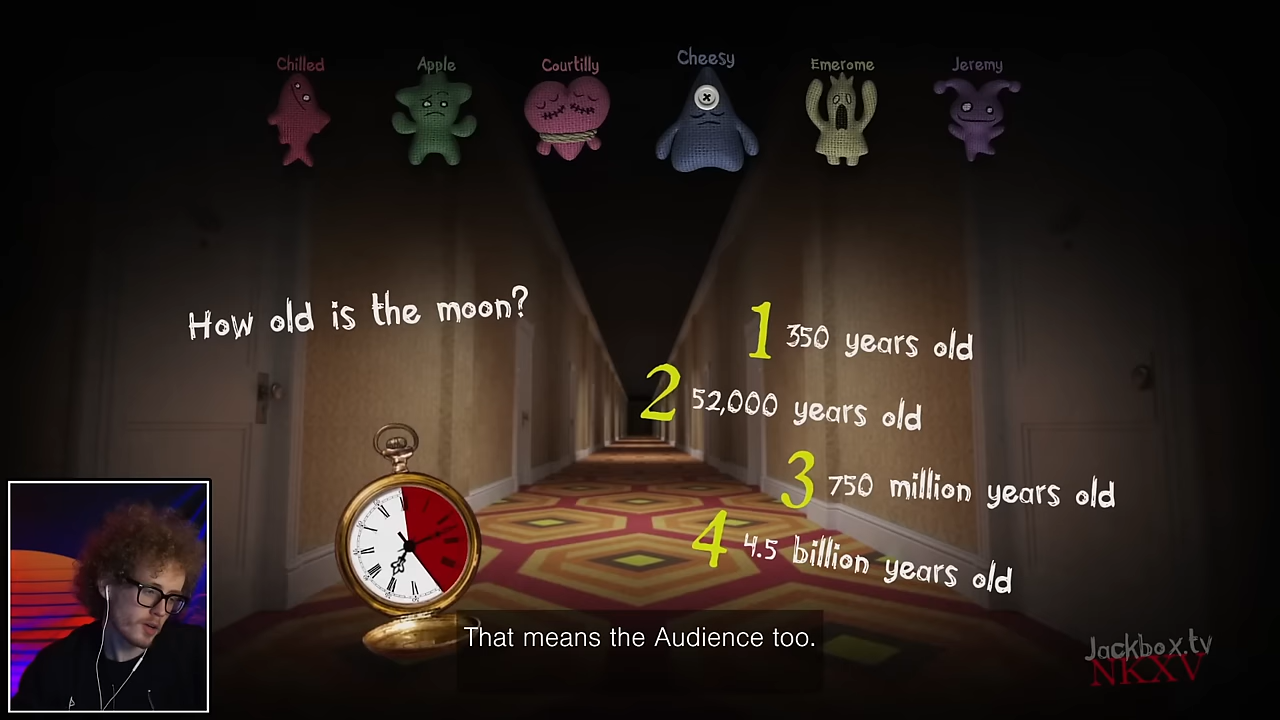 Chilled
Apple
Courtilly
Cheesy
Emerome
Jeremy
How old is the moon?
1 350 years old
2 52,000 years old
3 750 million years old
4 4.5 billion years old
That means the Audience too.
Jackbox.tv
NKXV